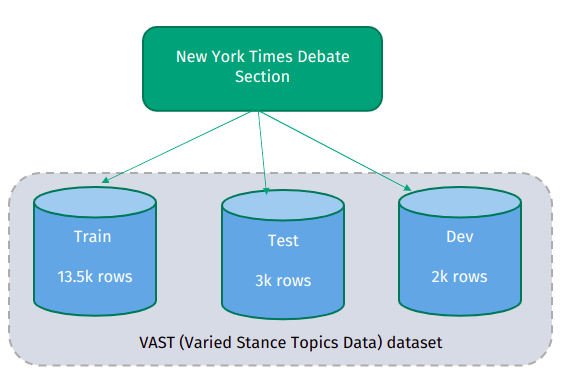 New York Times Debate
Section
Train
13.5k rows
Test
3k rows
Dev
2k rows
VAST (Varied Stance Topics Data) dataset